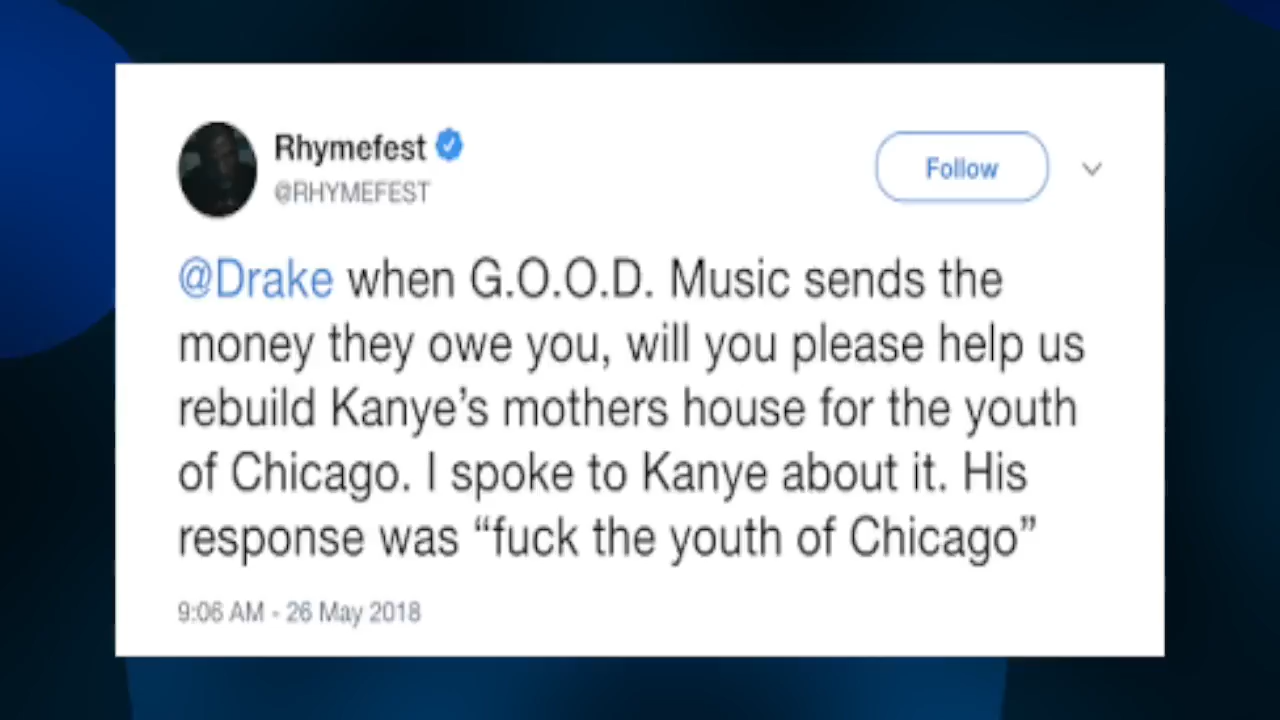 Rhymefest
@RHYMEFEST
Follow
@Drake when G.O.O.D. Music sends the
money they owe you, will you please help us
rebuild Kanye’s mothers house for the youth
of Chicago. I spoke to Kanye about it. His
response was “fuck the youth of Chicago”
9:06 AM - 26 May 2018